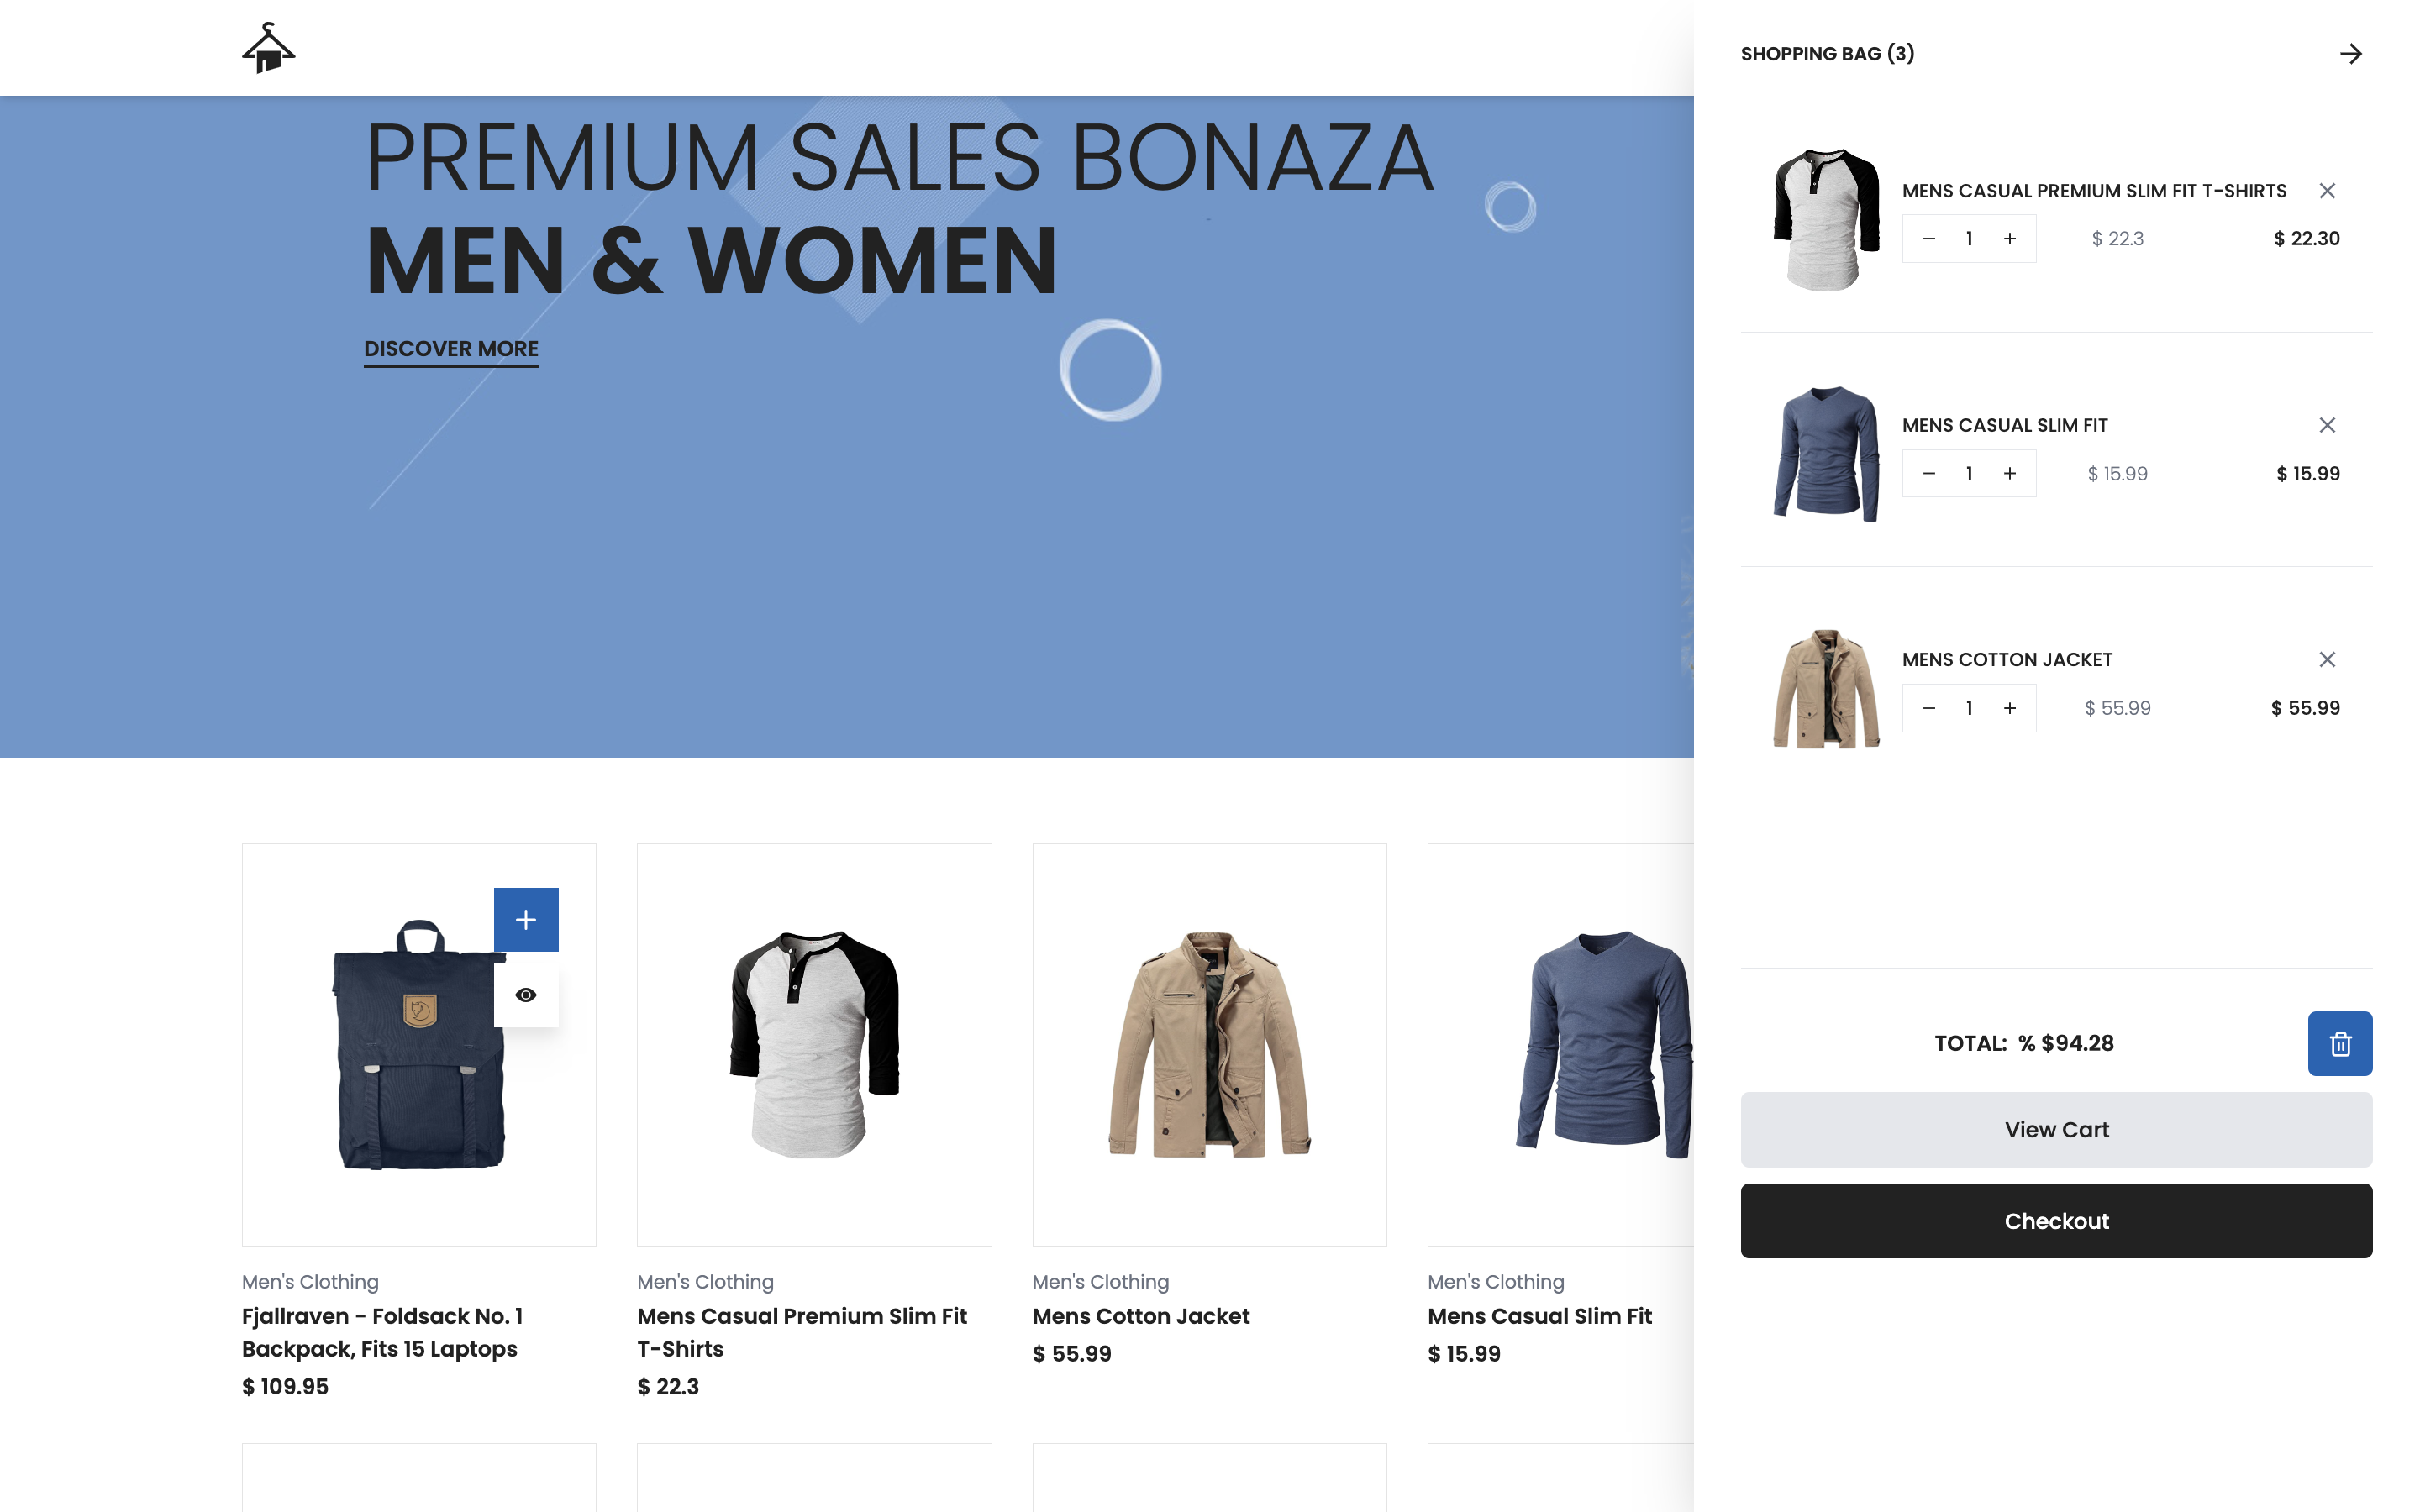 PREMIUM SALES BONAZA
MEN & WOMEN
DISCOVER MORE
Men's Clothing
Fjallraven - Foldsack No. 1
Backpack, Fits 15 Laptops
$ 109.95
Men's Clothing
Mens Casual Premium Slim Fit
T-Shirts
$ 22.3
Men's Clothing
Mens Cotton Jacket
$ 55.99
Men's Clothing
Mens Casual Slim Fit
$ 15.99
SHOPPING BAG (3)
MENS CASUAL PREMIUM SLIM FIT T-SHIRTS
− 1 + $ 22.3 $ 22.30
MENS CASUAL SLIM FIT
− 1 + $ 15.99 $ 15.99
MENS COTTON JACKET
− 1 + $ 55.99 $ 55.99
TOTAL: % $94.28
View Cart
Checkout